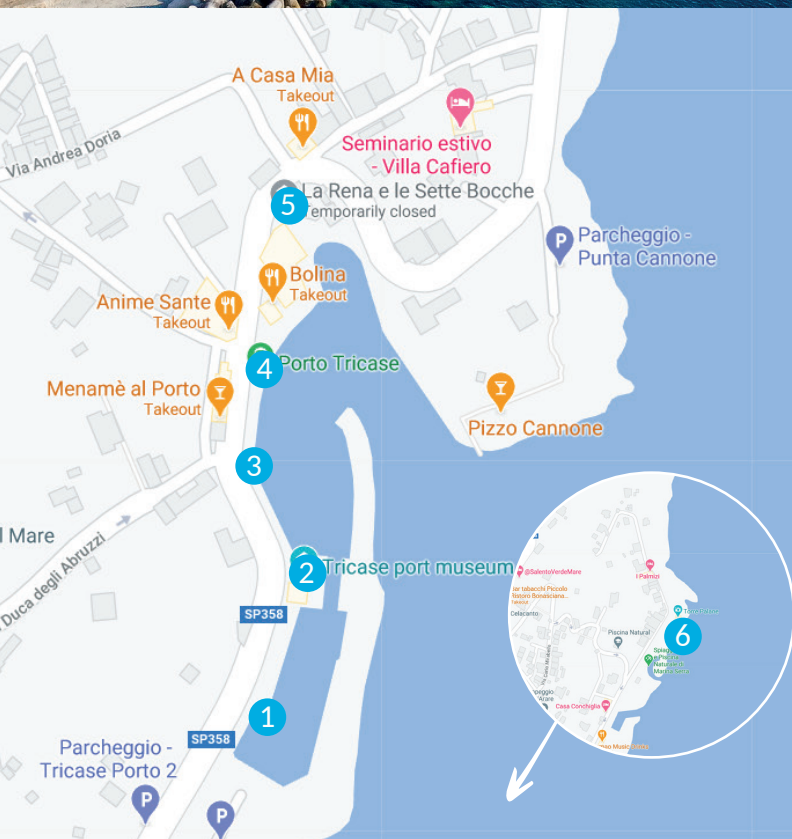 A Casa Mia
Takeout
Via Andrea Doria
Seminario estivo
- Villa Cafiero
La Rena e le Sette Bocche
Temporarily closed
5
P
Parcheggio -
Punta Cannone
Bolina
Takeout
Anime Sante
Takeout
4
Porto Tricase
Menamè al Porto
Takeout
Pizzo Cannone
3
l Mare
Duca degli Abruzzi
2
Tricase port museum
SP358
@SalentoVerdeMare
I Palmizi
Celacanto
Piscina Natural
6
Casa Conchiglia
1
SP358
Parcheggio -
Tricase Porto 2
P
P